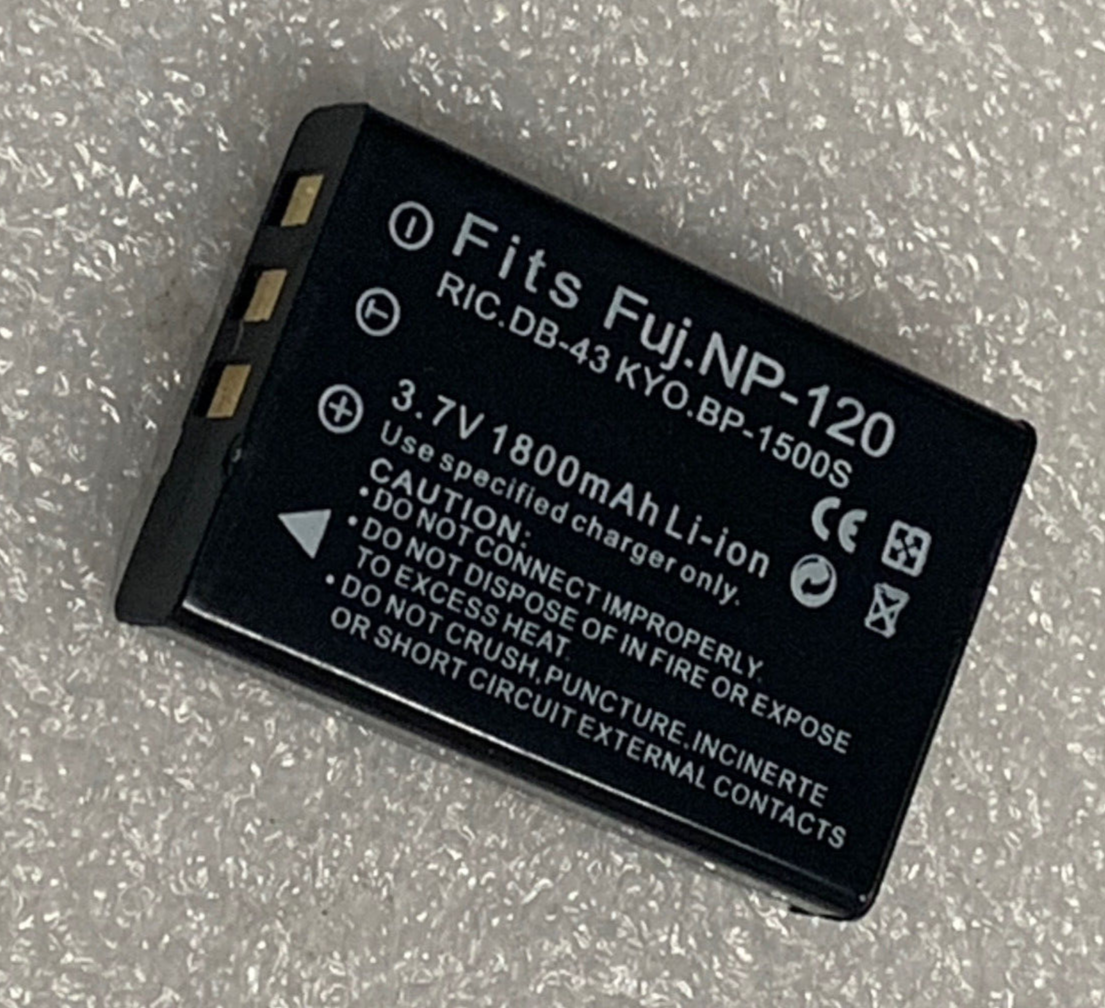 Fits Fuj.NP-120
RIC.DB-43 KYO.BP-1500S
T
3.7V 1800mAh Li-ion
Use specified charger only.
CAUTION:
• DO NOT CONNECT IMPROPERLY.
• DO NOT DISPOSE OF IN FIRE OR EXPOSE
TO EXCESS HEAT.
• DO NOT CRUSH,PUNCTURE,INCINERTE
OR SHORT CIRCUIT EXTERNAL CONTACTS
CE